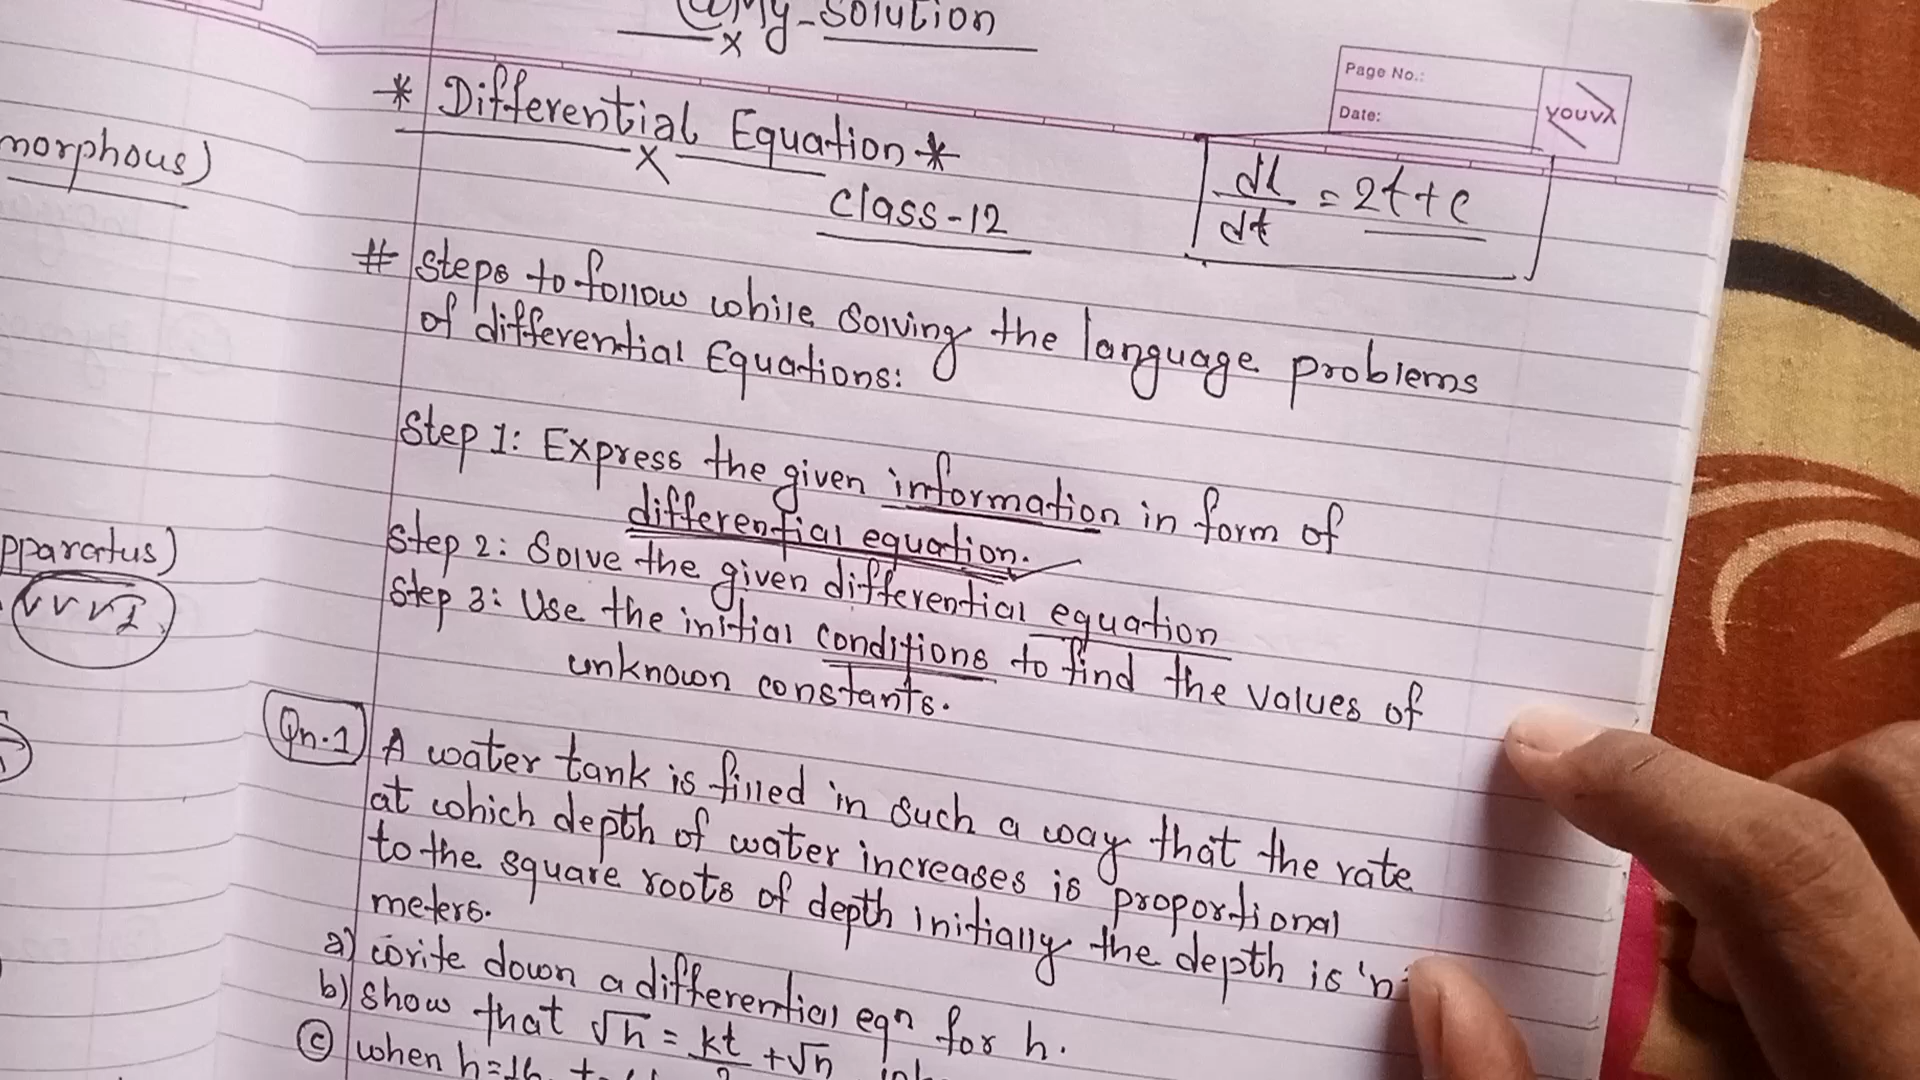 @My-Solution
x
Page No.:
Date:
YOUVA
* Differential Equation *
x
class-12
dl/dt = 2t+c
morphous)
# Steps to follow while solving the language problems
of differential Equations:
Step 1: Express the given information in form of
differential equation.
Step 2: Solve the given differential equation
Step 3: Use the initial conditions to find the values of
unknown constants.
pparatus)
Qn.1 A water tank is filled in such a way that the rate
at which depth of water increases is proportional
to the square roots of depth initially the depth is 'n'
meters.
a) write down a differential eqn for h.
b) show that √h = kt/2 + √n
c) when h=16,